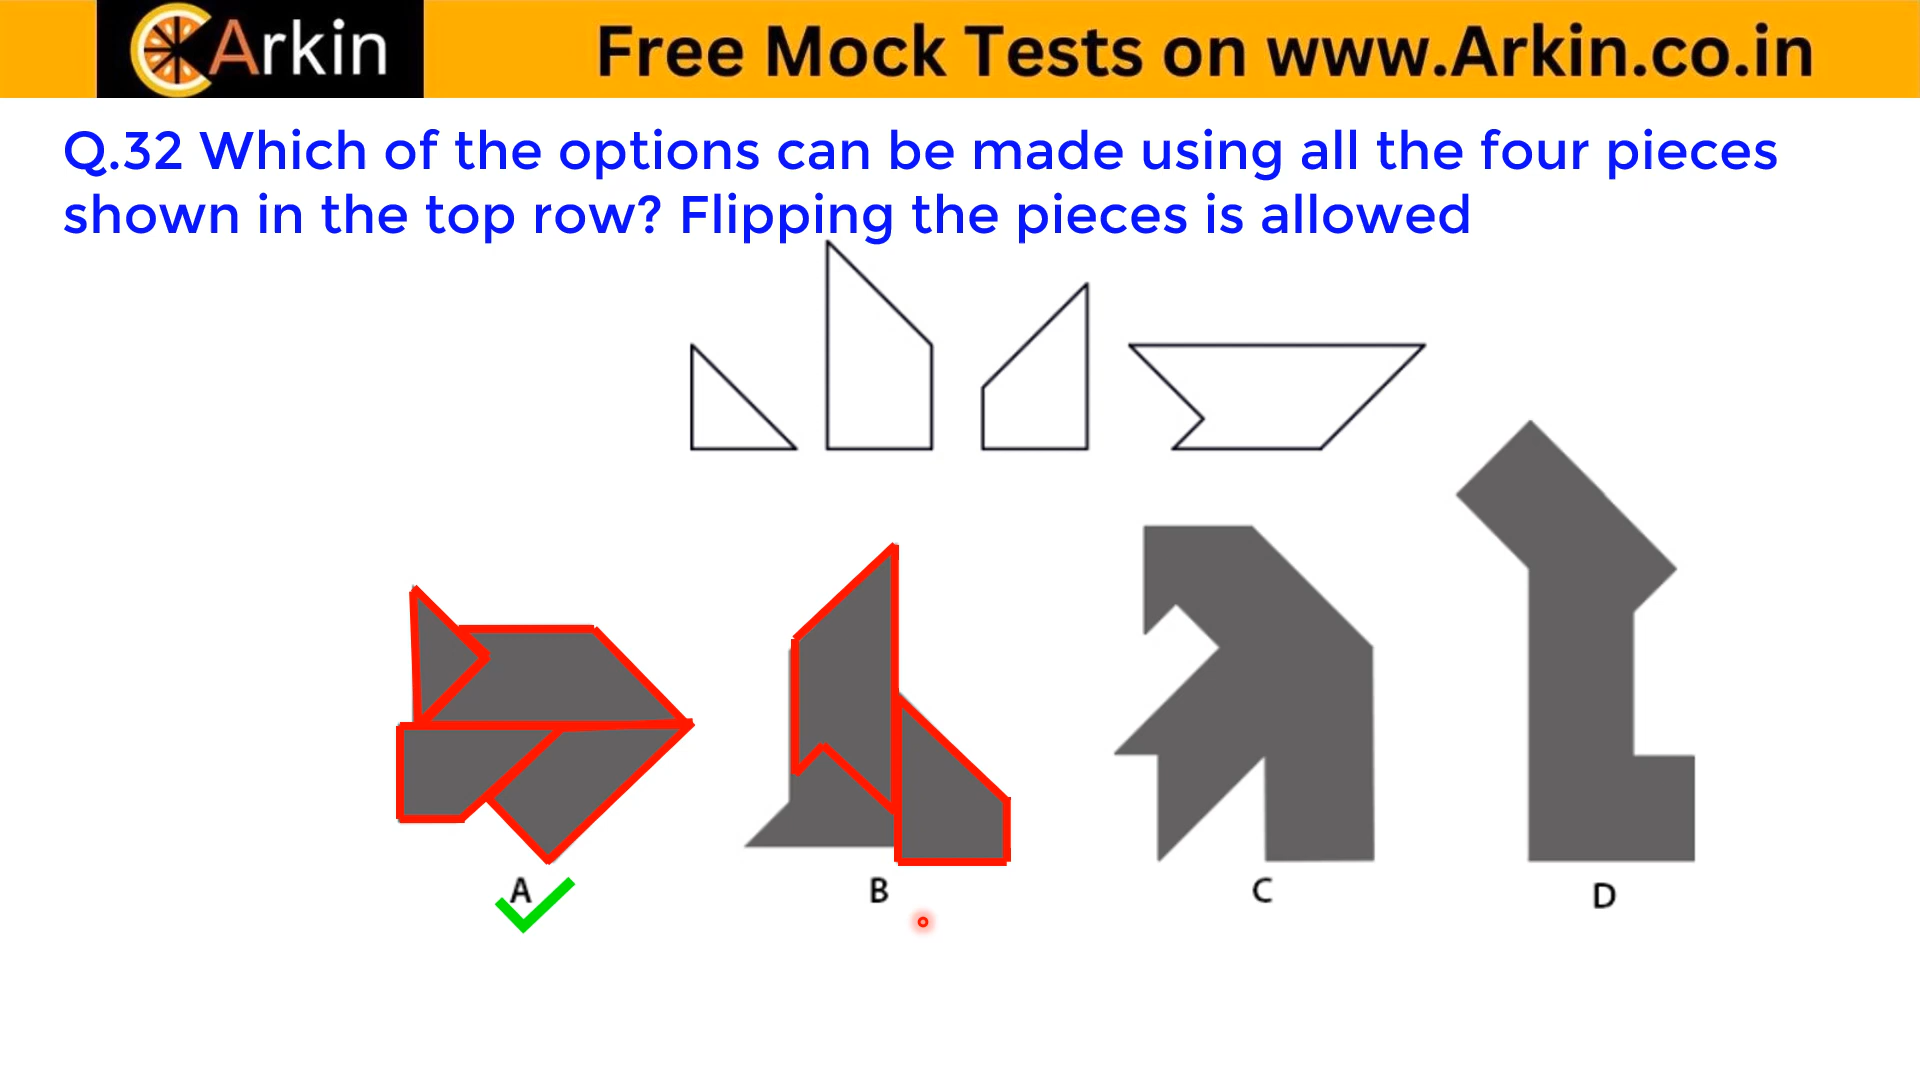 Arkin Free Mock Tests on www.Arkin.co.in
Q.32 Which of the options can be made using all the four pieces
shown in the top row? Flipping the pieces is allowed
A B C D